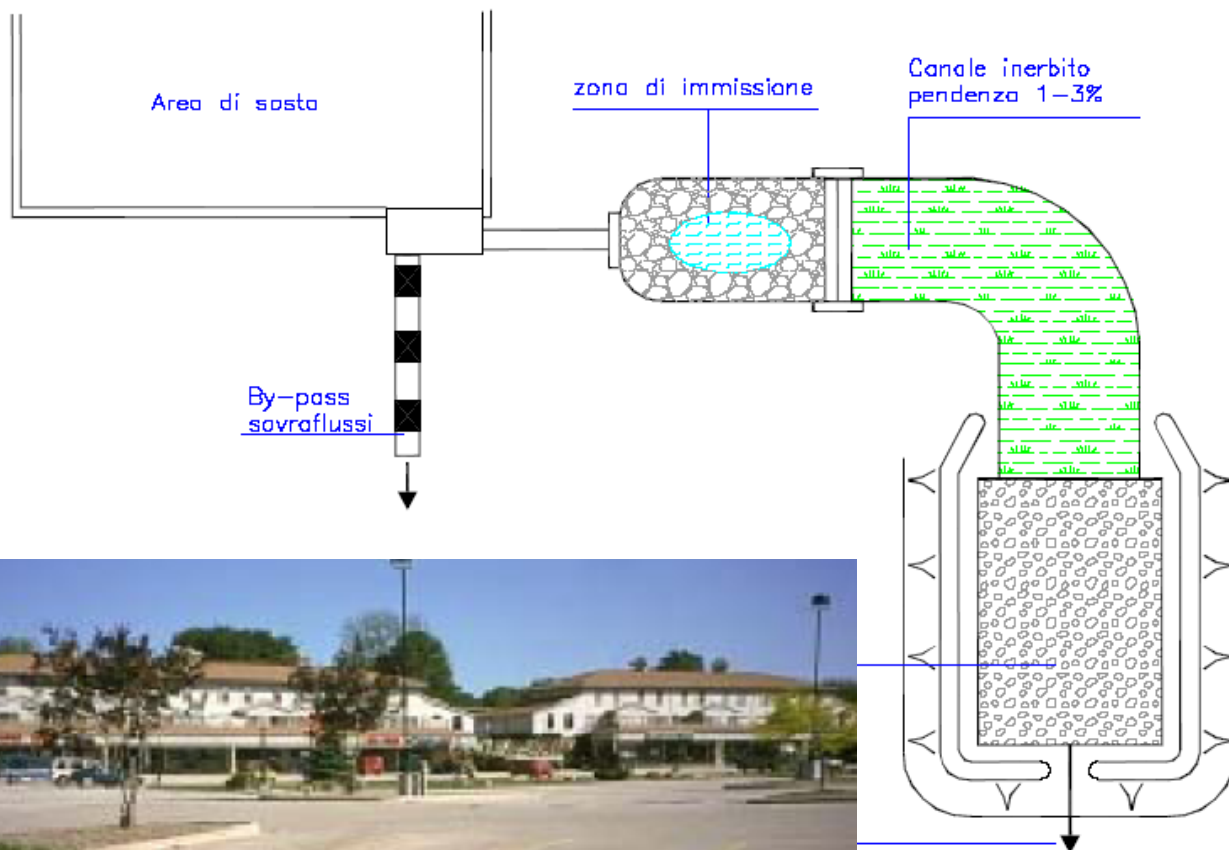 Area di sosta
zona di immissione
Canale inerbito
pendenza 1-3%
By-pass
sovraflussi